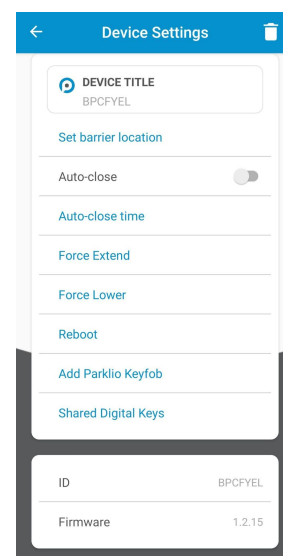 Device Settings
DEVICE TITLE
BPCFYEL
Set barrier location
Auto-close
Auto-close time
Force Extend
Force Lower
Reboot
Add Parklio Keyfob
Shared Digital Keys
ID BPCFYEL
Firmware 1.2.15